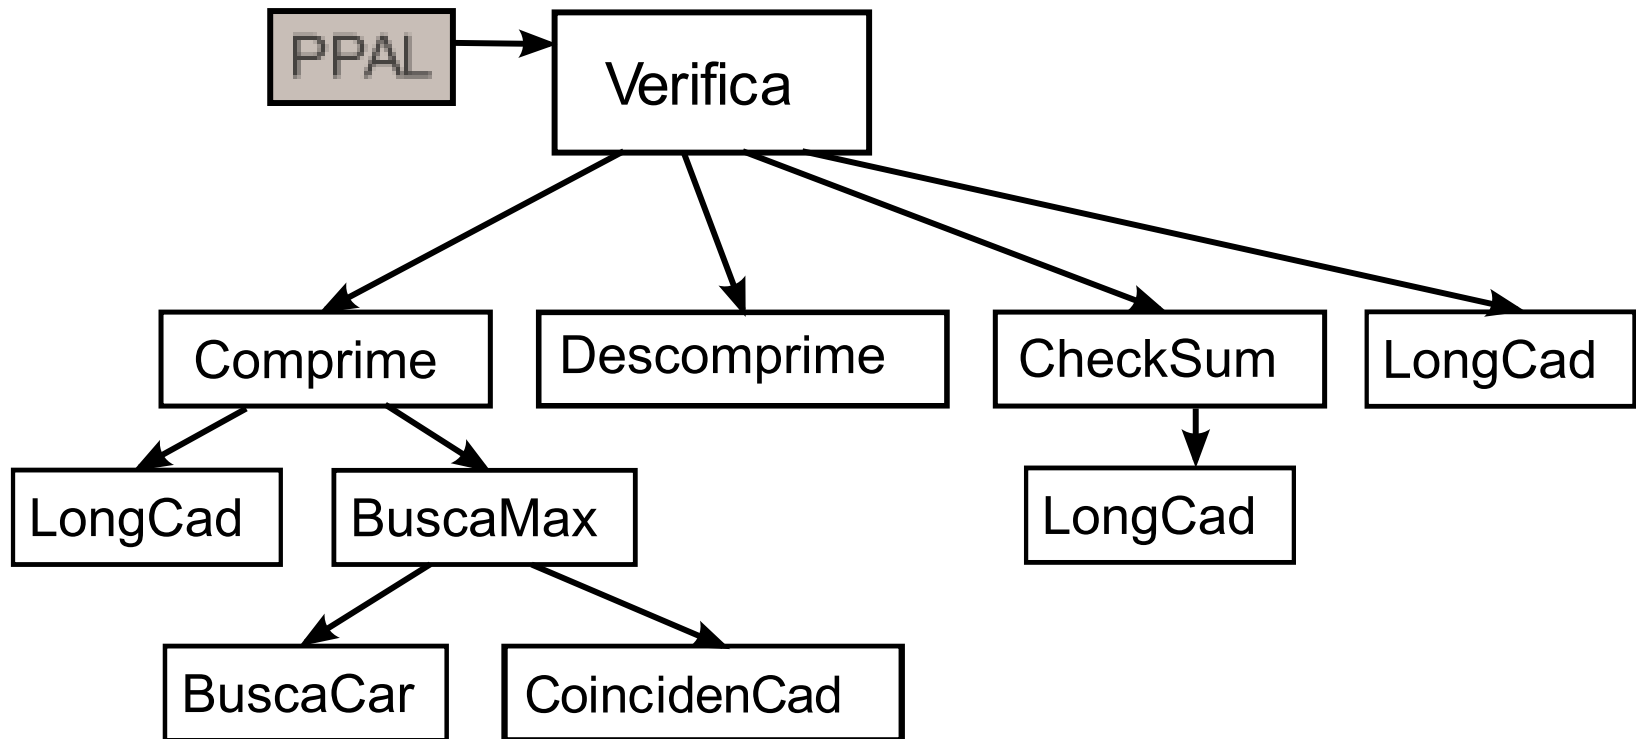 PPAL
Verifica
Comprime
Descomprime
CheckSum
LongCad
LongCad
BuscaMax
LongCad
BuscaCar
CoincidenCad